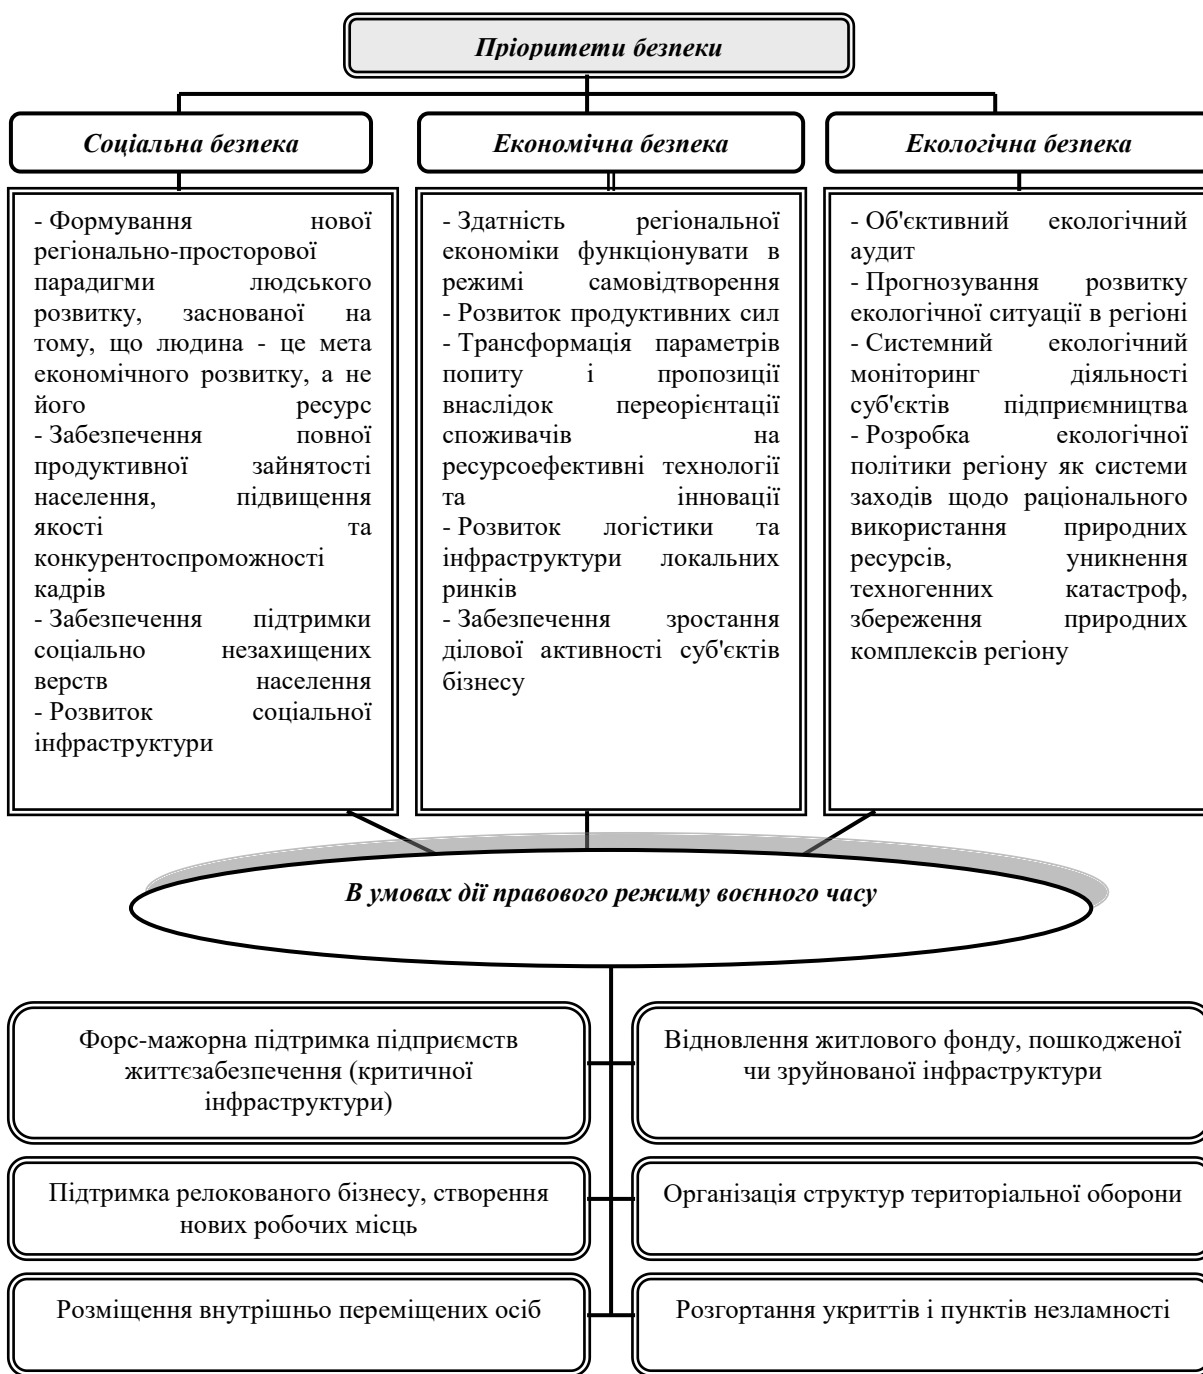 Пріоритети безпеки
Соціальна безпека
Економічна безпека
Екологічна безпека
- Формування нової
регіонально-просторової
парадигми людського
розвитку, заснованої на
тому, що людина - це мета
економічного розвитку, а не
його ресурс
- Забезпечення повної
продуктивної зайнятості
населення, підвищення
якості та
конкурентоспроможності
кадрів
- Забезпечення підтримки
соціально незахищених
верств населення
- Розвиток соціальної
інфраструктури
- Здатність регіональної
економіки функціонувати в
режимі самовідтворення
- Розвиток продуктивних сил
- Трансформація параметрів
попиту і пропозиції
внаслідок переорієнтації
споживачів на
ресурсоефективні технології
та інновації
- Розвиток логістики та
інфраструктури локальних
ринків
- Забезпечення зростання
ділової активності суб'єктів
бізнесу
- Об'єктивний екологічний
аудит
- Прогнозування розвитку
екологічної ситуації в регіоні
- Системний екологічний
моніторинг діяльності
суб'єктів підприємництва
- Розробка екологічної
політики регіону як системи
заходів щодо раціонального
використання природних
ресурсів, уникнення
техногенних катастроф,
збереження природних
комплексів регіону
В умовах дії правового режиму воєнного часу
Форс-мажорна підтримка підприємств
життєзабезпечення (критичної
інфраструктури)
Відновлення житлового фонду, пошкодженої
чи зруйнованої інфраструктури
Підтримка релокованого бізнесу, створення
нових робочих місць
Організація структур територіальної оборони
Розміщення внутрішньо переміщених осіб
Розгортання укриттів і пунктів незламності